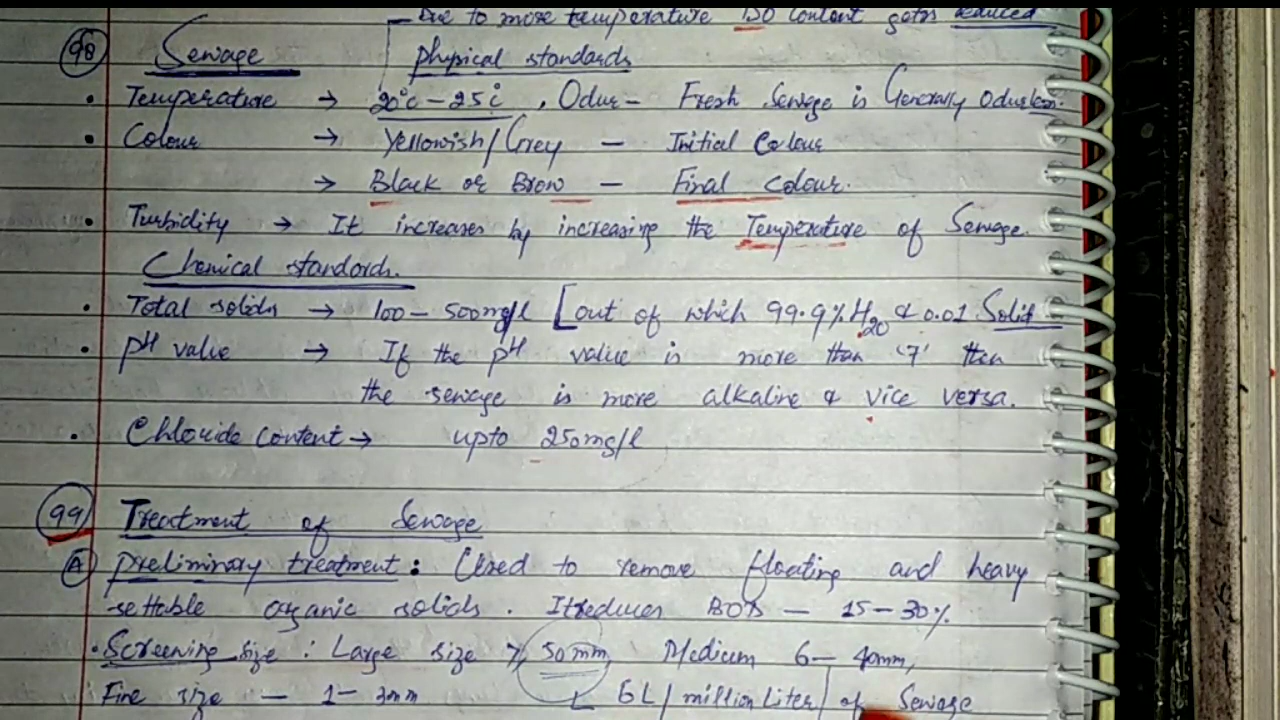 Due to more temperature DO content gets reduced
98 Sewage Physical standards
• Temperature → 20°c – 25°c , Odur – Fresh Sewage is Generally Odurless.
• Colour → Yellowish/Grey – Initial Colour
→ Black or Brow – Final Colour.
• Turbidity → It increases by increasing the Temperature of Sewage.
Chemical standards.
• Total solids → 100 – 500mg/l [out of which 99.9% H20 & 0.01 Solid
• pH value → If the pH value is more than '7' then
the sewage is more alkaline & vice versa.
• Chloride content → upto 250mg/l
99 Treatment of Sewage
A Preliminary treatment : Used to remove floating and heavy
settable organic solids. It reduces BOD – 15 – 30%
• Screening size : Large size > 50mm, Medium 6 – 40mm,
Fine size – 1 – 3mm 6L/million Liter of Sewage